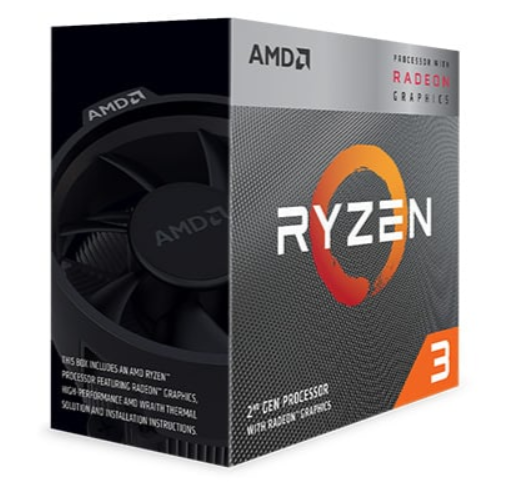 AMD
AMD
THIS BOX INCLUDES AN AMD RYZEN™
PROCESSOR FEATURING RADEON™ GRAPHICS,
HIGH-PERFORMANCE AMD WRAITH THERMAL
SOLUTION AND INSTALLATION INSTRUCTIONS.
AMD
PROCESSOR WITH
RADEON
GRAPHICS
RYZEN
3
2ND GEN PROCESSOR
WITH RADEON™ GRAPHICS